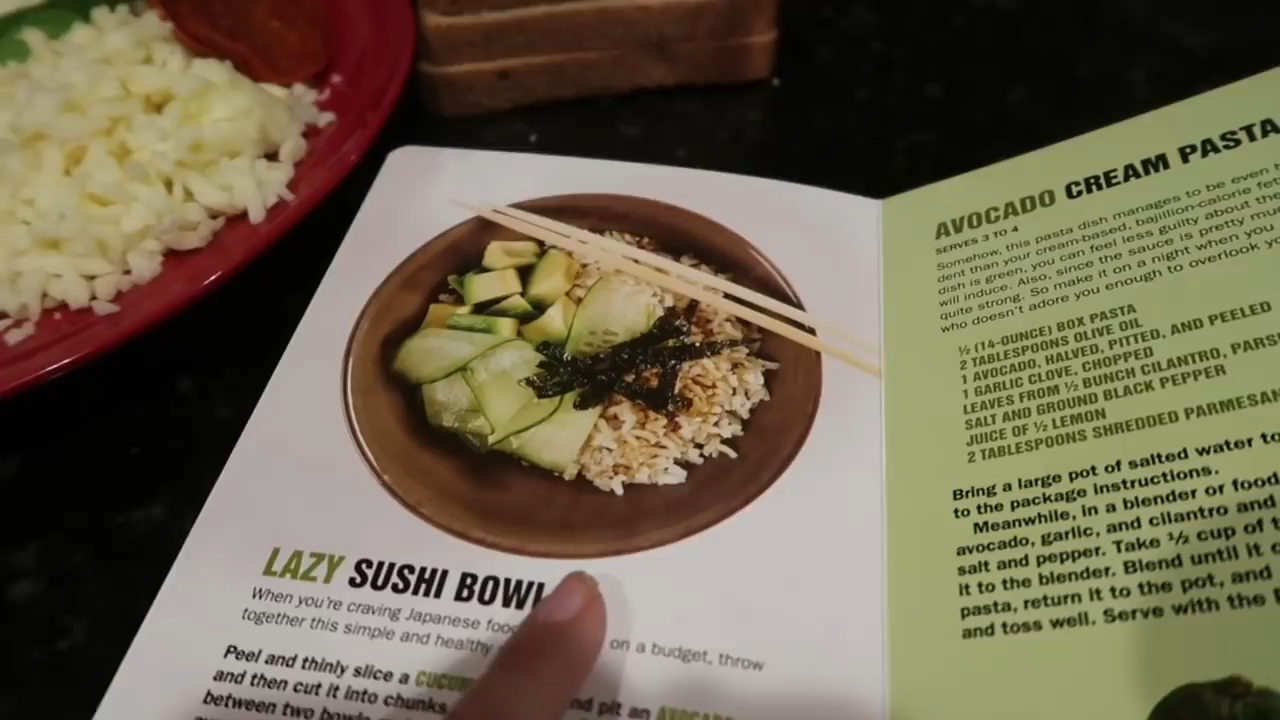 LAZY SUSHI BOWL
When you're craving Japanese food on a budget, throw
together this simple and healthy
Peel and thinly slice a
and then cut it into chunks nd pit an AVOCADO
between two bowls
AVOCADO CREAM PASTA
SERVES 3 TO 4
Somehow, this pasta dish manages to be even
dent than your cream-based, bajillion-calorie
dish is green, you can feel less guilty about the
will induce. Also, since the sauce is pretty
quite strong. So make it on a night when you
who doesn't adore you enough to overlook
½ (14-OUNCE) BOX PASTA
2 TABLESPOONS OLIVE OIL
1 AVOCADO, HALVED, PITTED, AND PEELED
1 GARLIC CLOVE, CHOPPED
LEAVES FROM ½ BUNCH CILANTRO,
SALT AND GROUND BLACK PEPPER
JUICE OF ½ LEMON
2 TABLESPOONS SHREDDED PARMESAN
Bring a large pot of salted water to
to the package instructions.
Meanwhile, in a blender or food
avocado, garlic, and cilantro and
salt and pepper. Take ½ cup of
it to the blender. Blend until it
pasta, return it to the pot, and
and toss well. Serve with the